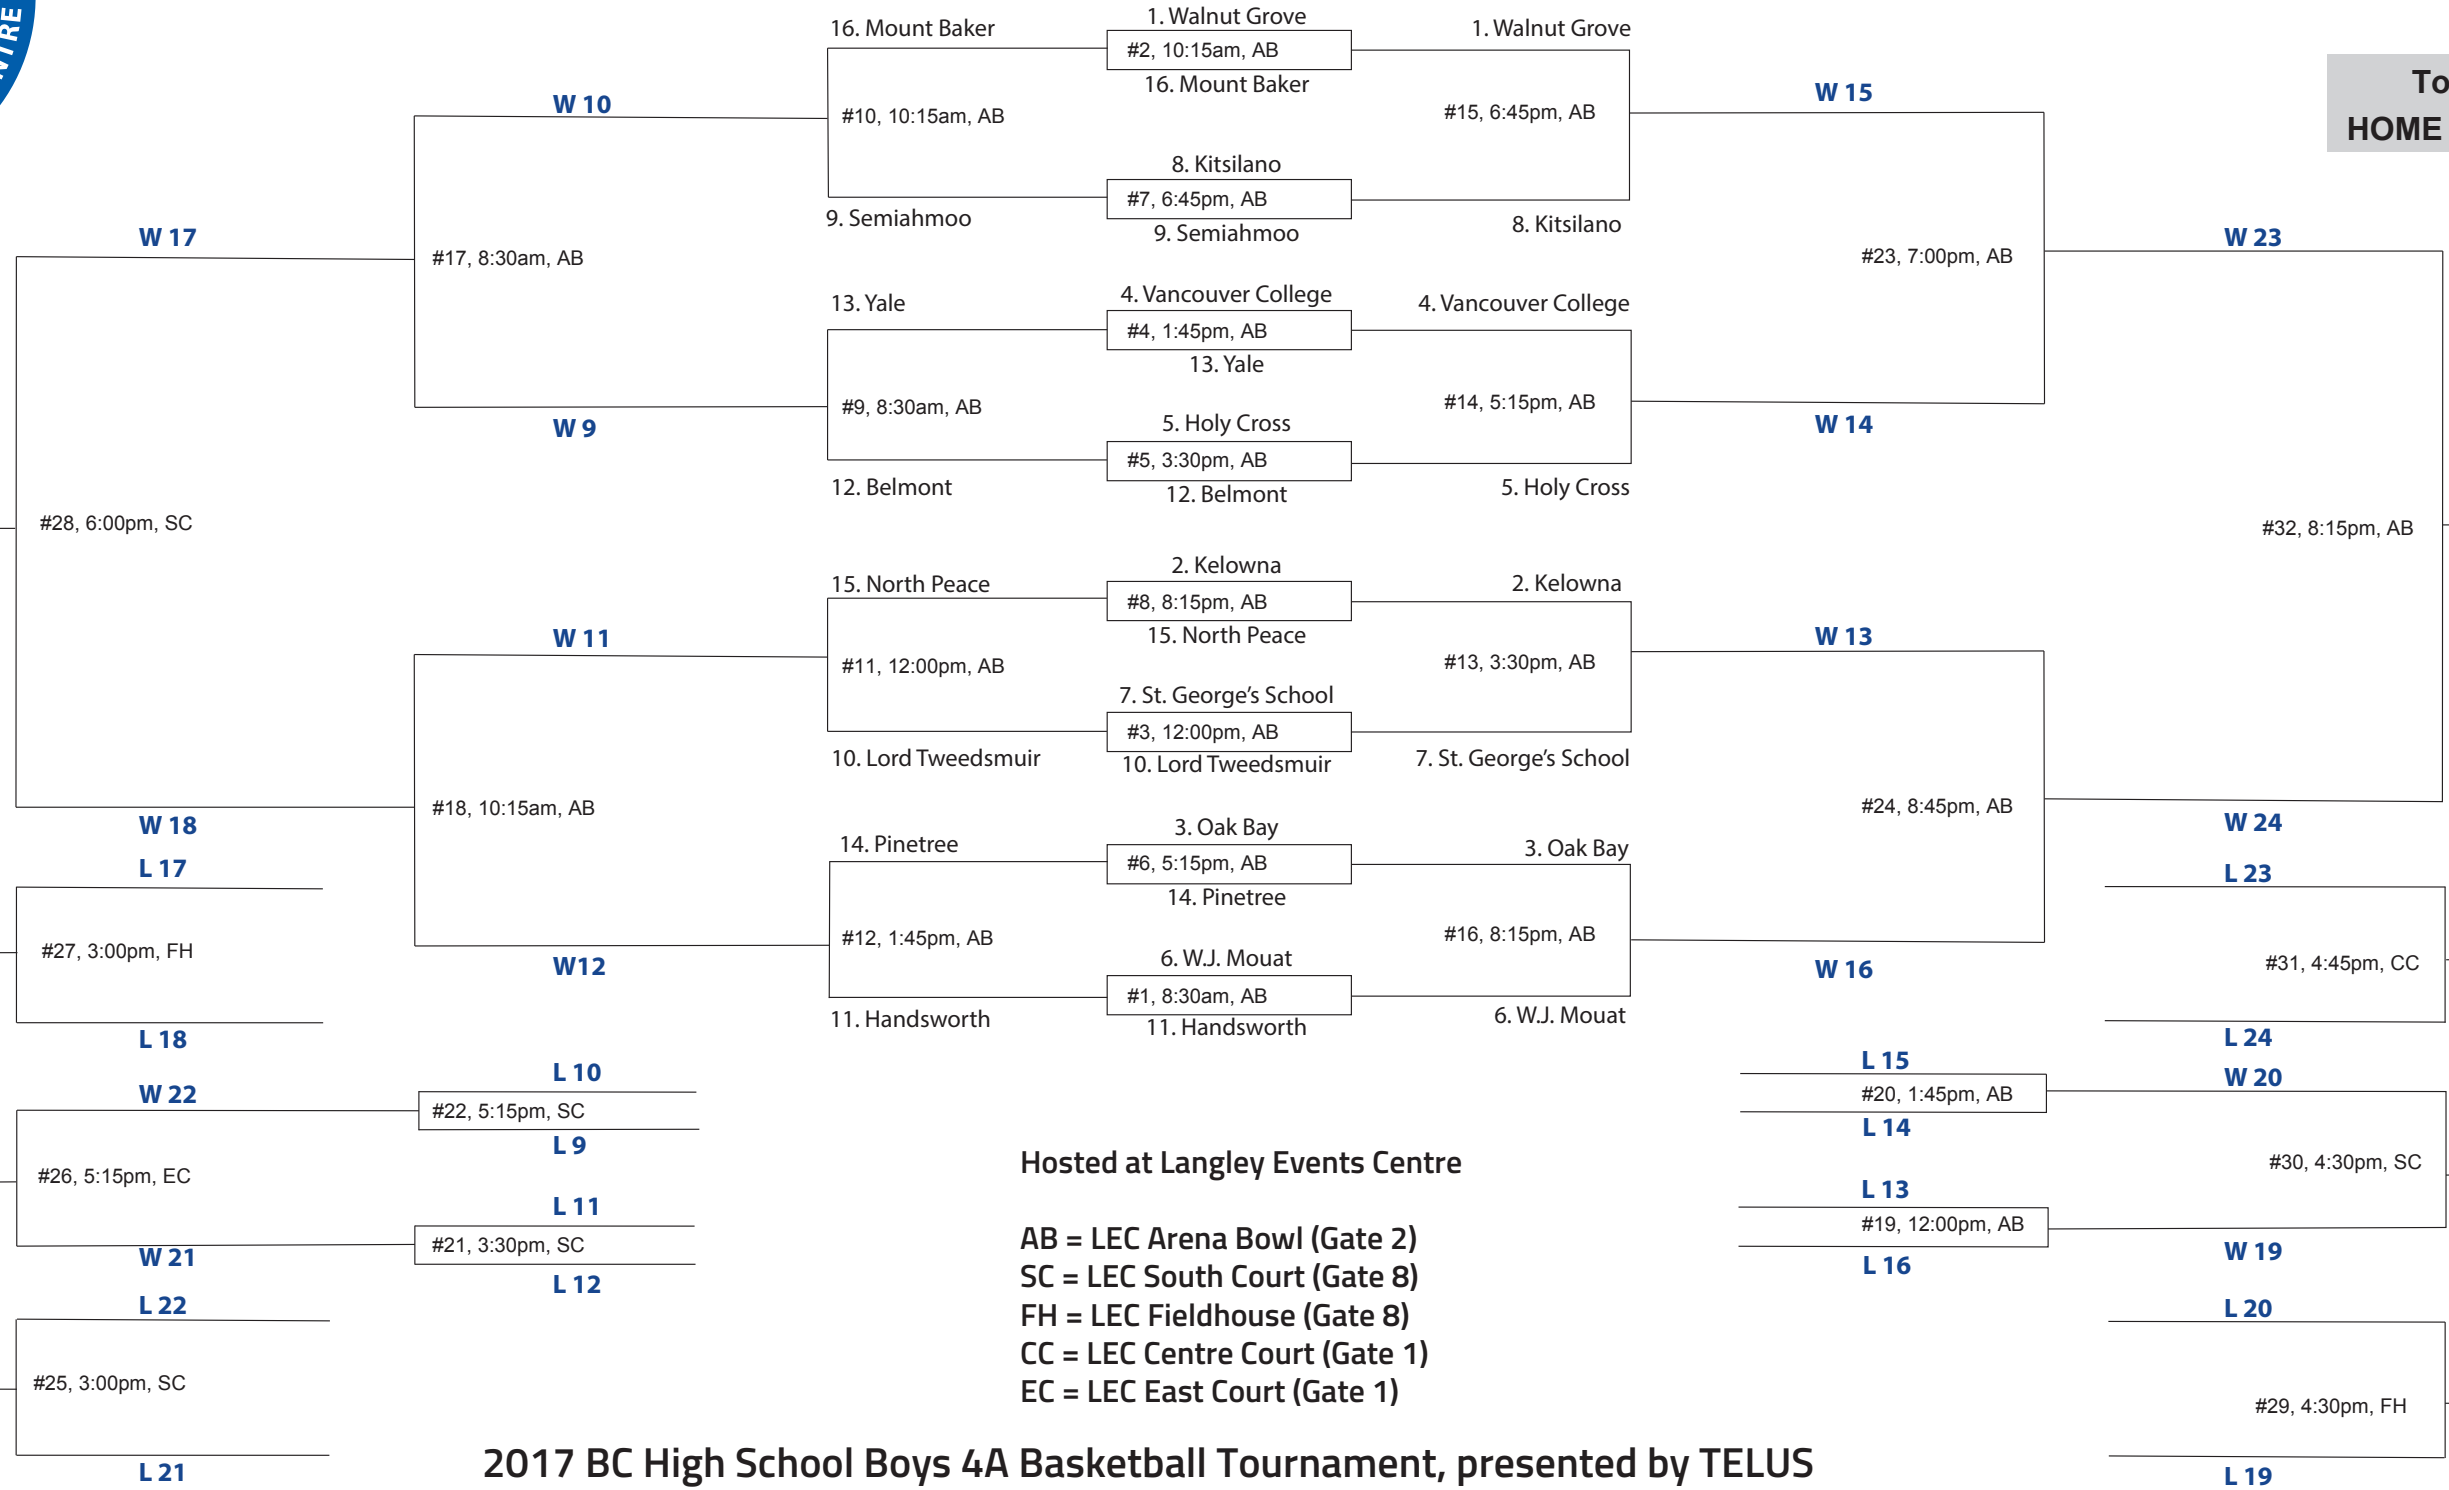 NTRE
To
HOME
16. Mount Baker
1. Walnut Grove
#2, 10:15am, AB
16. Mount Baker
1. Walnut Grove
W 10
#10, 10:15am, AB
#15, 6:45pm, AB
W 15
8. Kitsilano
#7, 6:45pm, AB
9. Semiahmoo
9. Semiahmoo
8. Kitsilano
W 17
#17, 8:30am, AB
#23, 7:00pm, AB
W 23
13. Yale
4. Vancouver College
#4, 1:45pm, AB
13. Yale
4. Vancouver College
W 9
#9, 8:30am, AB
#14, 5:15pm, AB
W 14
5. Holy Cross
#5, 3:30pm, AB
12. Belmont
12. Belmont
5. Holy Cross
#28, 6:00pm, SC
#32, 8:15pm, AB
15. North Peace
2. Kelowna
#8, 8:15pm, AB
15. North Peace
2. Kelowna
W 11
#11, 12:00pm, AB
#13, 3:30pm, AB
W 13
7. St. George’s School
#3, 12:00pm, AB
10. Lord Tweedsmuir
10. Lord Tweedsmuir
7. St. George’s School
W 18
#18, 10:15am, AB
#24, 8:45pm, AB
W 24
14. Pinetree
3. Oak Bay
#6, 5:15pm, AB
14. Pinetree
3. Oak Bay
L 17
#27, 3:00pm, FH
L 18
W12
#12, 1:45pm, AB
#16, 8:15pm, AB
W 16
6. W.J. Mouat
#1, 8:30am, AB
11. Handsworth
11. Handsworth
6. W.J. Mouat
L 23
#31, 4:45pm, CC
L 24
W 22
#26, 5:15pm, EC
W 21
L 10
#22, 5:15pm, SC
L 9
L 11
#21, 3:30pm, SC
L 12
L 15
#20, 1:45pm, AB
L 14
L 13
#19, 12:00pm, AB
L 16
W 20
#30, 4:30pm, SC
W 19
L 22
#25, 3:00pm, SC
L 21
L 20
#29, 4:30pm, FH
L 19
Hosted at Langley Events Centre
AB = LEC Arena Bowl (Gate 2)
SC = LEC South Court (Gate 8)
FH = LEC Fieldhouse (Gate 8)
CC = LEC Centre Court (Gate 1)
EC = LEC East Court (Gate 1)
2017 BC High School Boys 4A Basketball Tournament, presented by TELUS